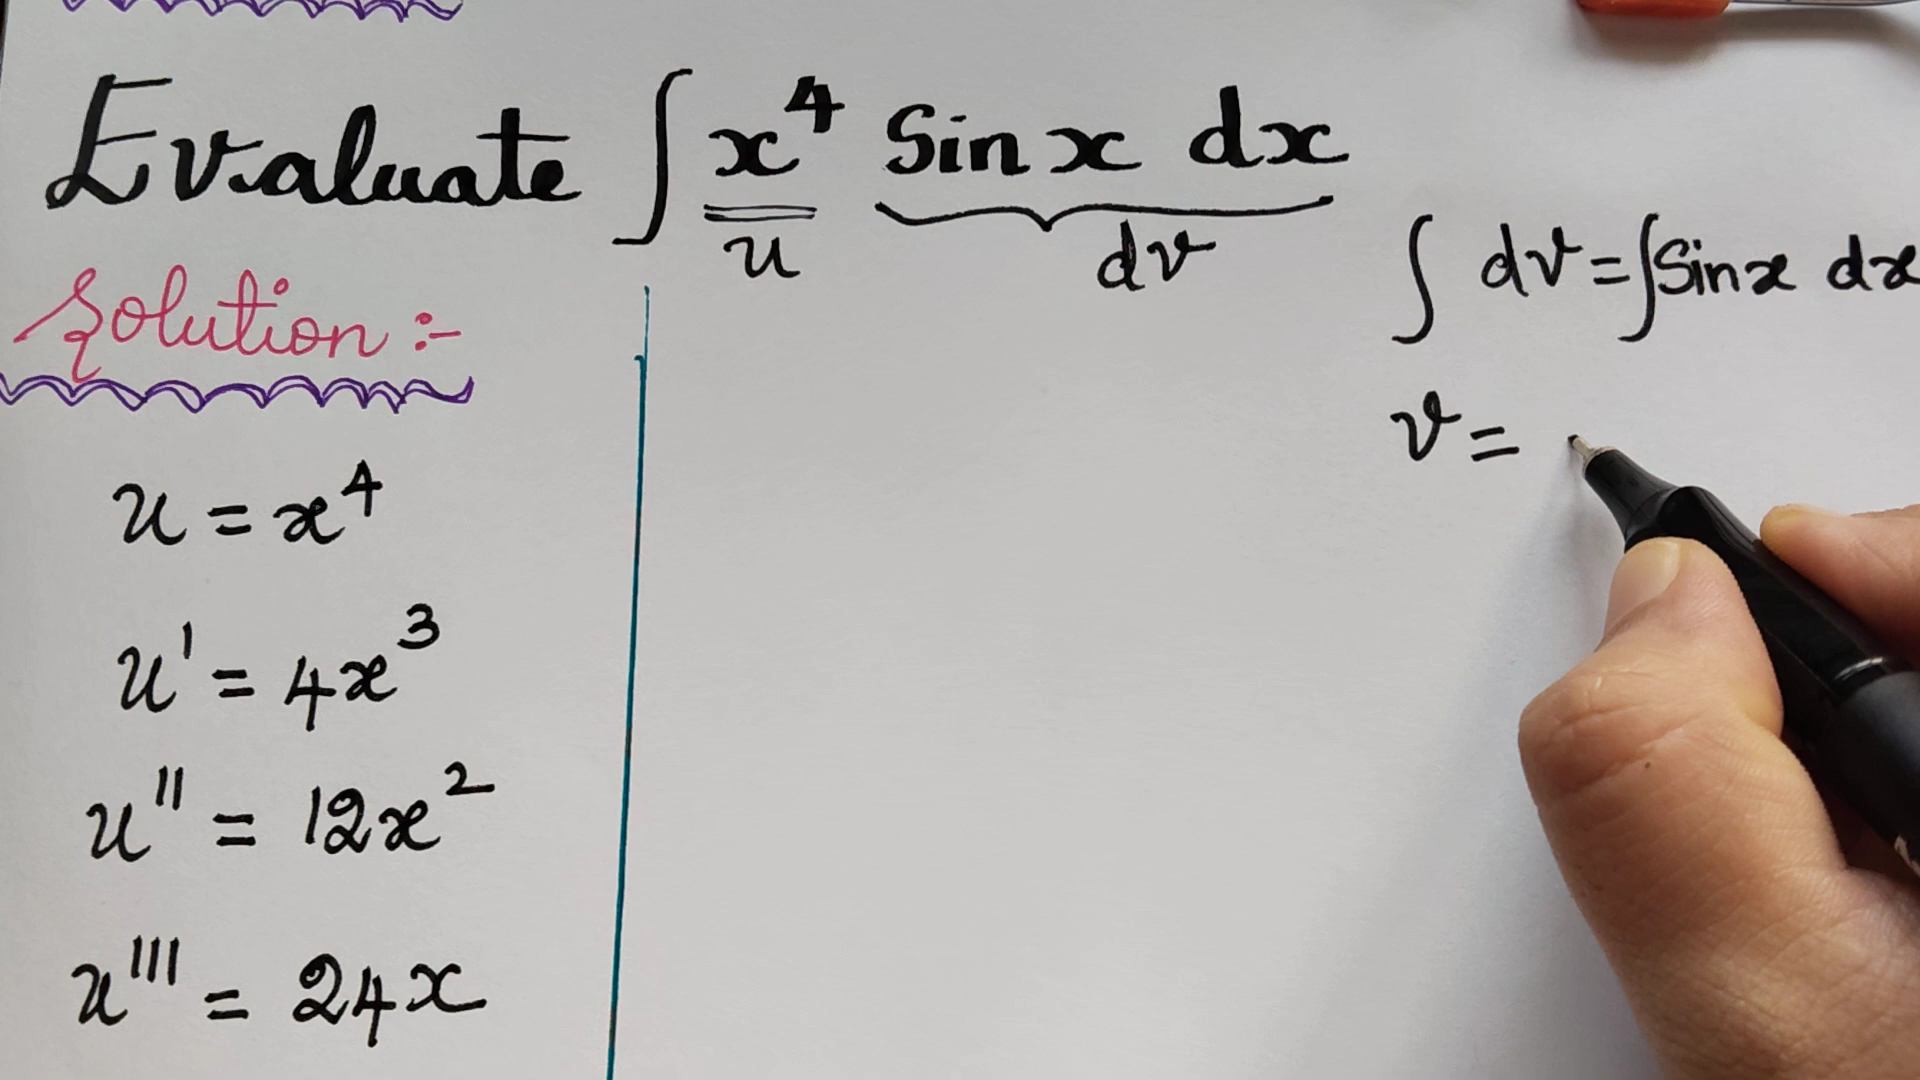 Evaluate ∫ x⁴ Sin x dx
u dv
∫ dv = ∫ Sin x dx
v =
Solution :-
u = x⁴
u' = 4x³
u'' = 12x²
u''' = 24x